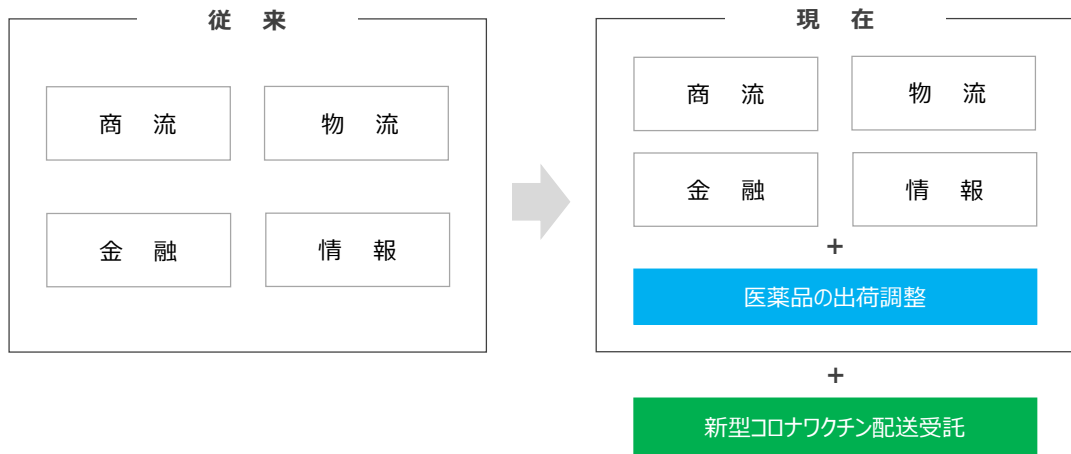 従　来
商　流
物　流
金　融
情　報
現　在
商　流
物　流
金　融
情　報
+
医薬品の出荷調整
+
新型コロナワクチン配送受託